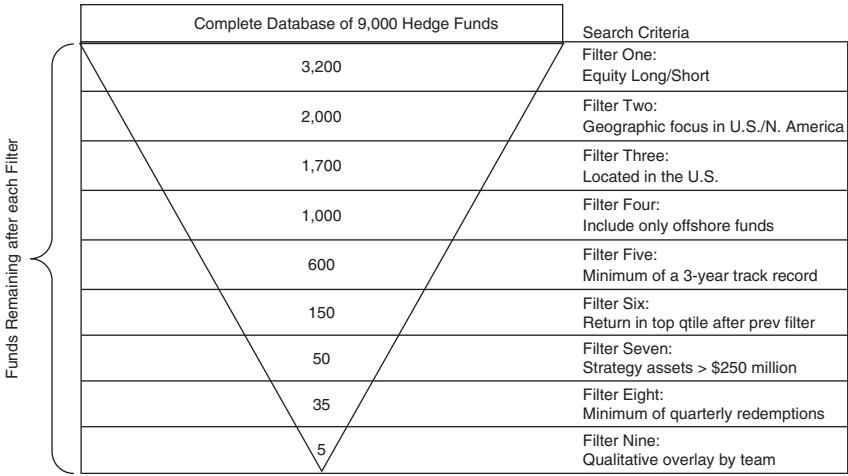 Complete Database of 9,000 Hedge Funds
Search Criteria
Funds Remaining after each Filter
3,200
Filter One:
Equity Long/Short
2,000
Filter Two:
Geographic focus in U.S./N. America
1,700
Filter Three:
Located in the U.S.
1,000
Filter Four:
Include only offshore funds
600
Filter Five:
Minimum of a 3-year track record
150
Filter Six:
Return in top qtile after prev filter
50
Filter Seven:
Strategy assets > $250 million
35
Filter Eight:
Minimum of quarterly redemptions
5
Filter Nine:
Qualitative overlay by team